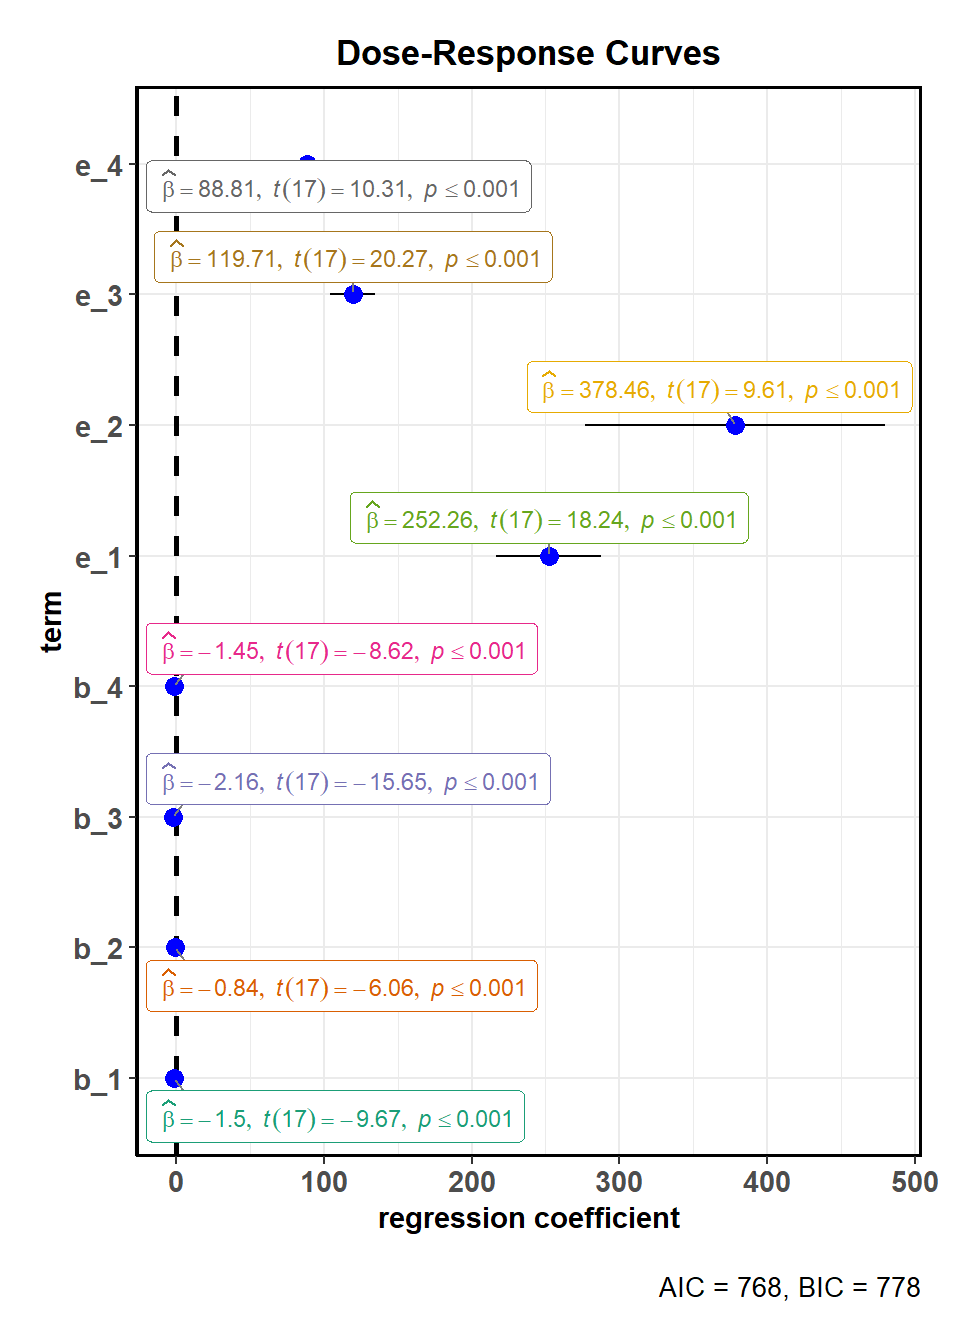 Dose-Response Curves
e_4
β̂ = 88.81, t(17) = 10.31, p ≤ 0.001
β̂ = 119.71, t(17) = 20.27, p ≤ 0.001
e_3
β̂ = 378.46, t(17) = 9.61, p ≤ 0.001
e_2
β̂ = 252.26, t(17) = 18.24, p ≤ 0.001
e_1
term
β̂ = −1.45, t(17) = −8.62, p ≤ 0.001
b_4
β̂ = −2.16, t(17) = −15.65, p ≤ 0.001
b_3
b_2
β̂ = −0.84, t(17) = −6.06, p ≤ 0.001
b_1
β̂ = −1.5, t(17) = −9.67, p ≤ 0.001
0 100 200 300 400 500
regression coefficient
AIC = 768, BIC = 778